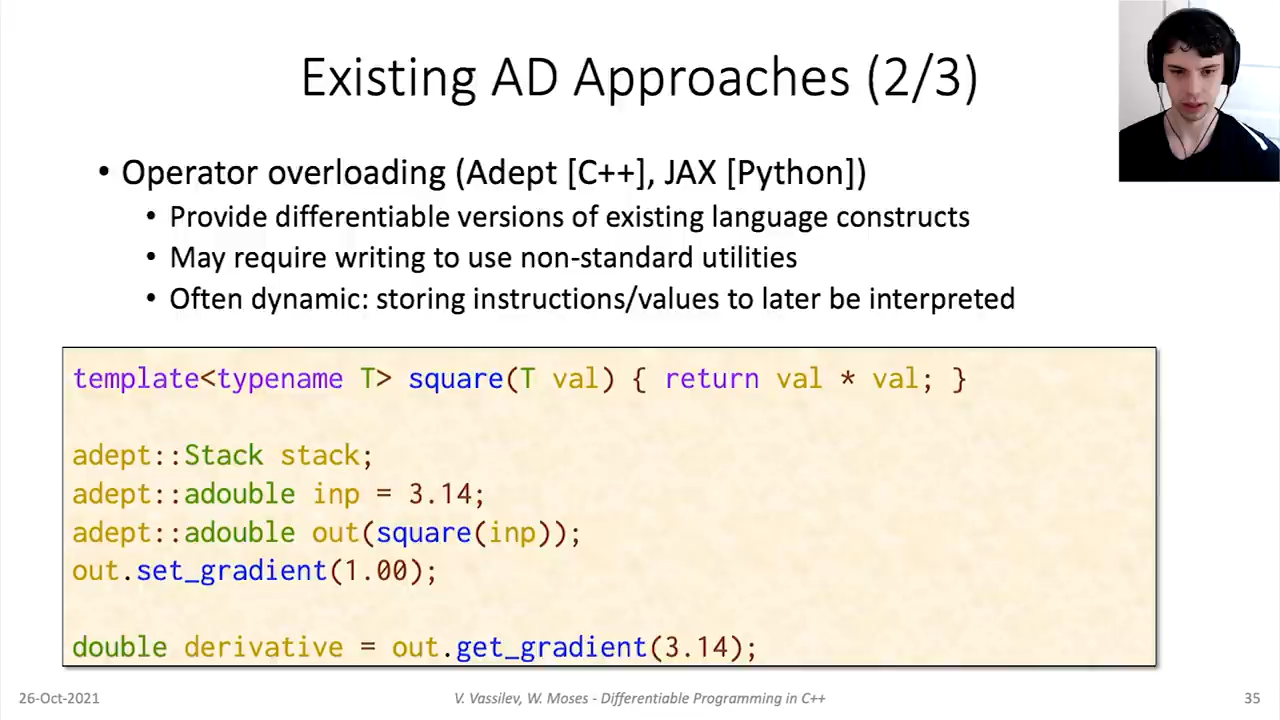 Existing AD Approaches (2/3)
• Operator overloading (Adept [C++], JAX [Python])
• Provide differentiable versions of existing language constructs
• May require writing to use non-standard utilities
• Often dynamic: storing instructions/values to later be interpreted
template<typename T> square(T val) { return val * val; }
adept::Stack stack;
adept::adouble inp = 3.14;
adept::adouble out(square(inp));
out.set_gradient(1.00);
double derivative = out.get_gradient(3.14);
26-Oct-2021
V. Vassilev, W. Moses - Differentiable Programming in C++
35